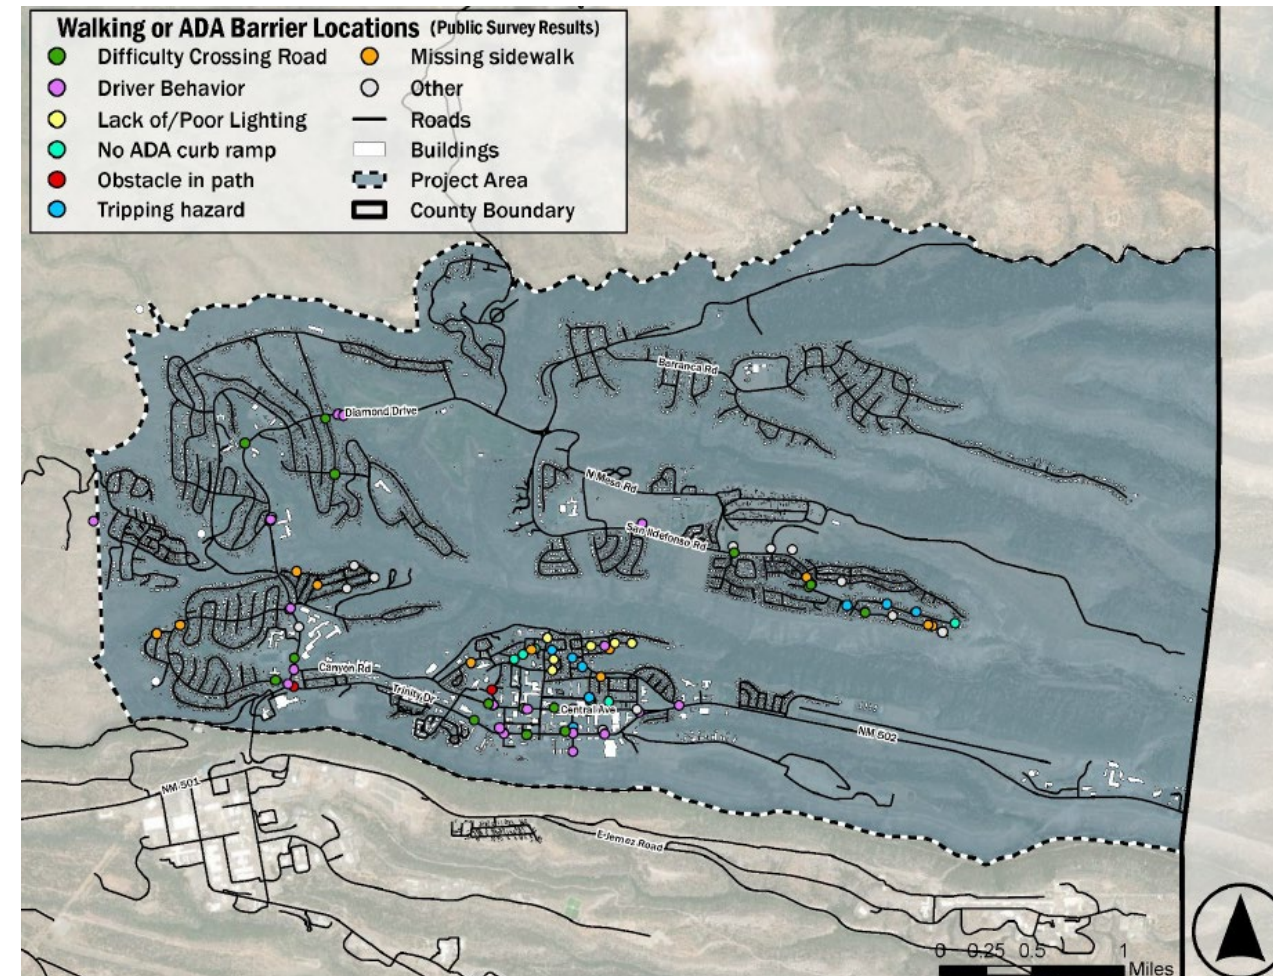 Walking or ADA Barrier Locations (Public Survey Results)
Difficulty Crossing Road
Driver Behavior
Lack of/Poor Lighting
No ADA curb ramp
Obstacle in path
Tripping hazard
Missing sidewalk
Other
Roads
Buildings
Project Area
County Boundary
Barranca Rd
Diamond Drive
N Mesa Rd
San Ildefonso Rd
Canyon Rd
Trinity Dr
Central Ave
NM 502
NM 501
E Jemez Road
0 0.25 0.5 1
Miles